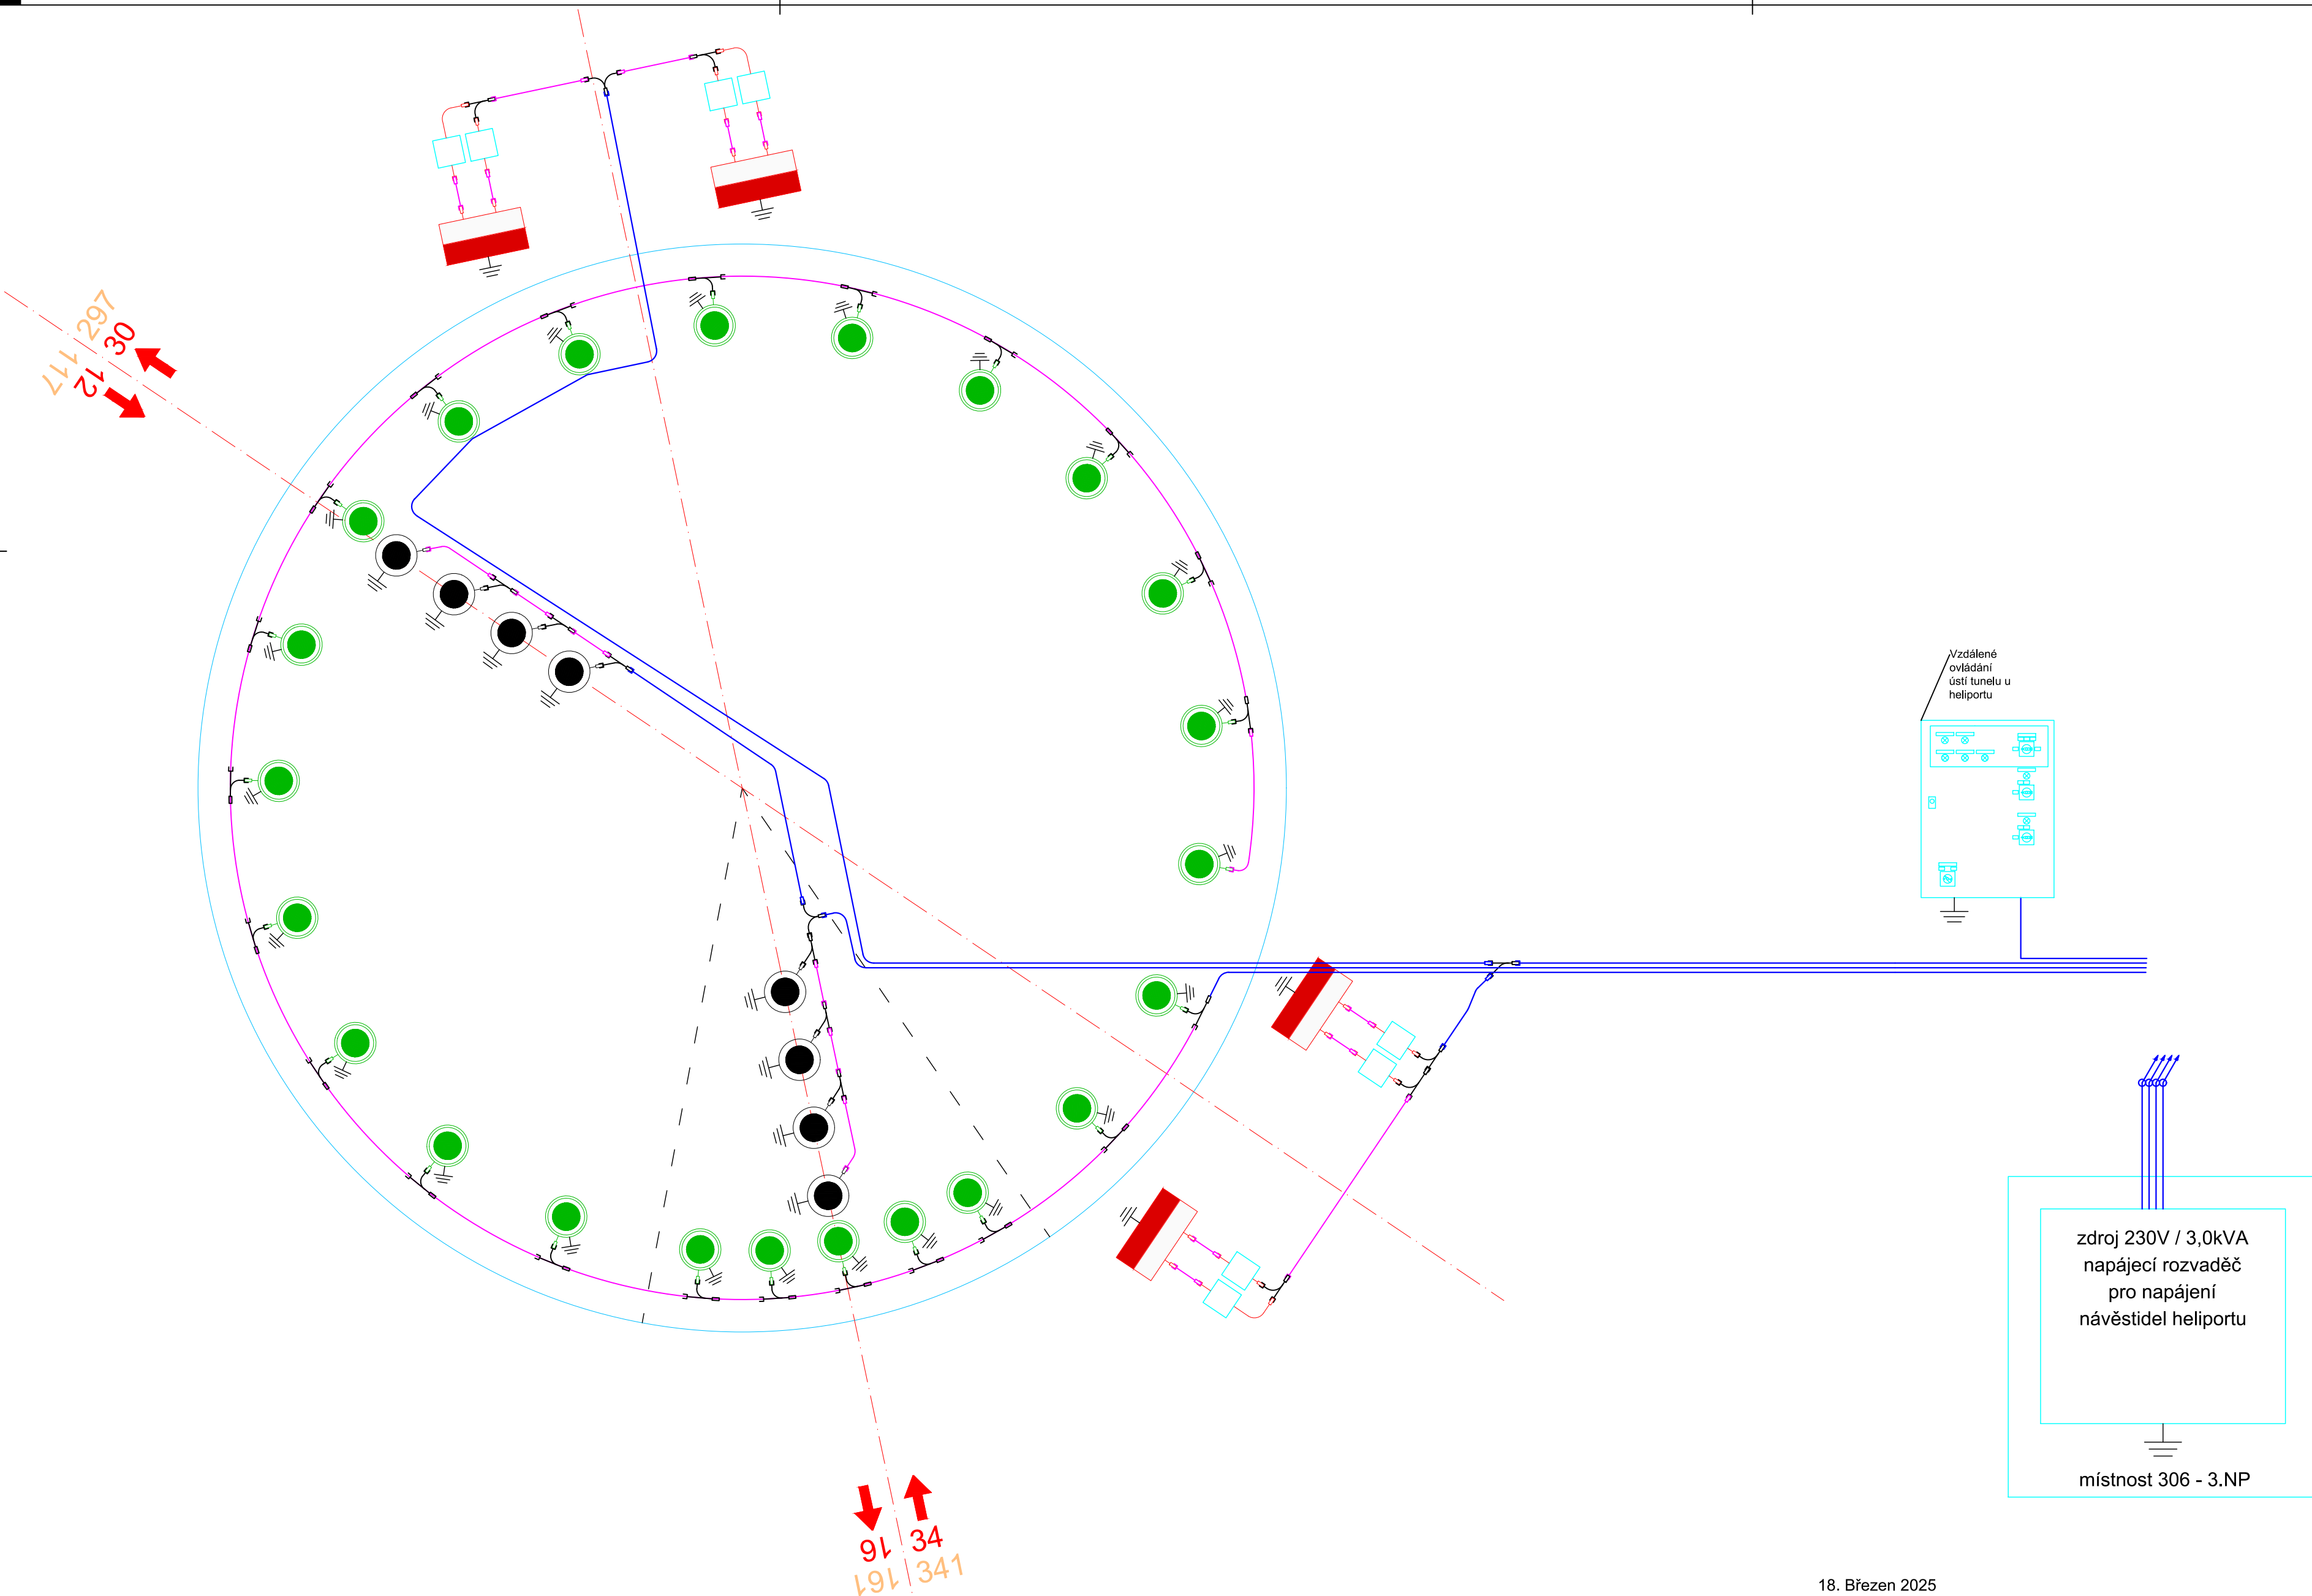 297
117
30
12
Vzdálené
ovládání
ústí tunelu u
heliportu
zdroj 230V / 3,0kVA
napájecí rozvaděč
pro napájení
návěstidel heliportu
místnost 306 - 3.NP
16
34
161
341
18. Březen 2025